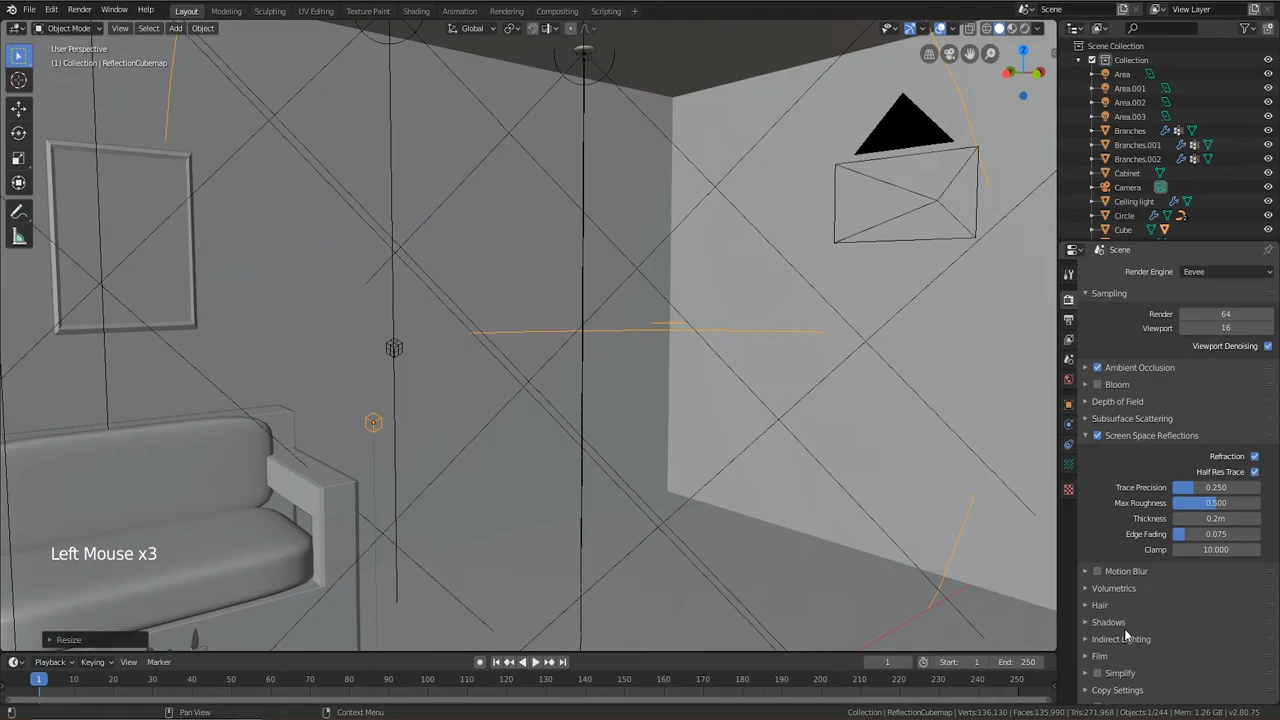 File Edit Render Window Help Layout Modeling Sculpting UV Editing Texture Paint Shading Animation Rendering Compositing Scripting + Scene View Layer
Object Mode View Select Add Object Global
User Perspective
(1) Collection | ReflectionCubemap
Z
Scene Collection
Collection
Area
Area.001
Area.002
Area.003
Branches
Branches.001
Branches.002
Cabinet
Camera
Ceiling light
Circle
Cube
Scene
Render Engine Eevee
Sampling
Render 64
Viewport 16
Viewport Denoising
Ambient Occlusion
Bloom
Depth of Field
Subsurface Scattering
Screen Space Reflections
Refraction
Half Res Trace
Trace Precision 0.250
Max Roughness 0.500
Thickness 0.2m
Edge Fading 0.075
Clamp 10.000
Motion Blur
Volumetrics
Hair
Shadows
Indirect Lighting
Film
Simplify
Copy Settings
Left Mouse x3
Resize
Playback Keying View Marker 1 Start: 1 End: 250
1 10 20 30 40 50 60 70 80 90 100 110 120 130 140 150 160 170 180 190 200 210 220 230 240 250
Select Pan View Context Menu Collection | ReflectionCubemap | Verts:136,130 | Faces:135,990 | Tris:271,968 | Objects:1/244 | Mem: 1.26 GB | v2.80.75